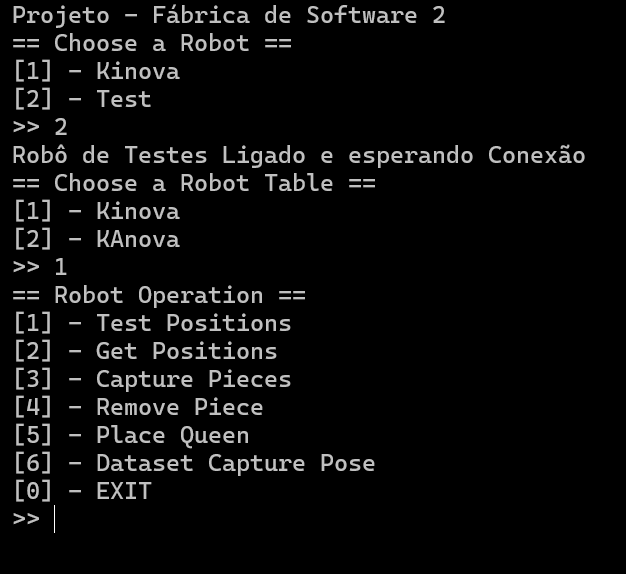 Projeto - Fábrica de Software 2
== Choose a Robot ==
[1] - Kinova
[2] - Test
>> 2
Robô de Testes Ligado e esperando Conexão
== Choose a Robot Table ==
[1] - Kinova
[2] - KAnova
>> 1
== Robot Operation ==
[1] - Test Positions
[2] - Get Positions
[3] - Capture Pieces
[4] - Remove Piece
[5] - Place Queen
[6] - Dataset Capture Pose
[0] - EXIT
>>